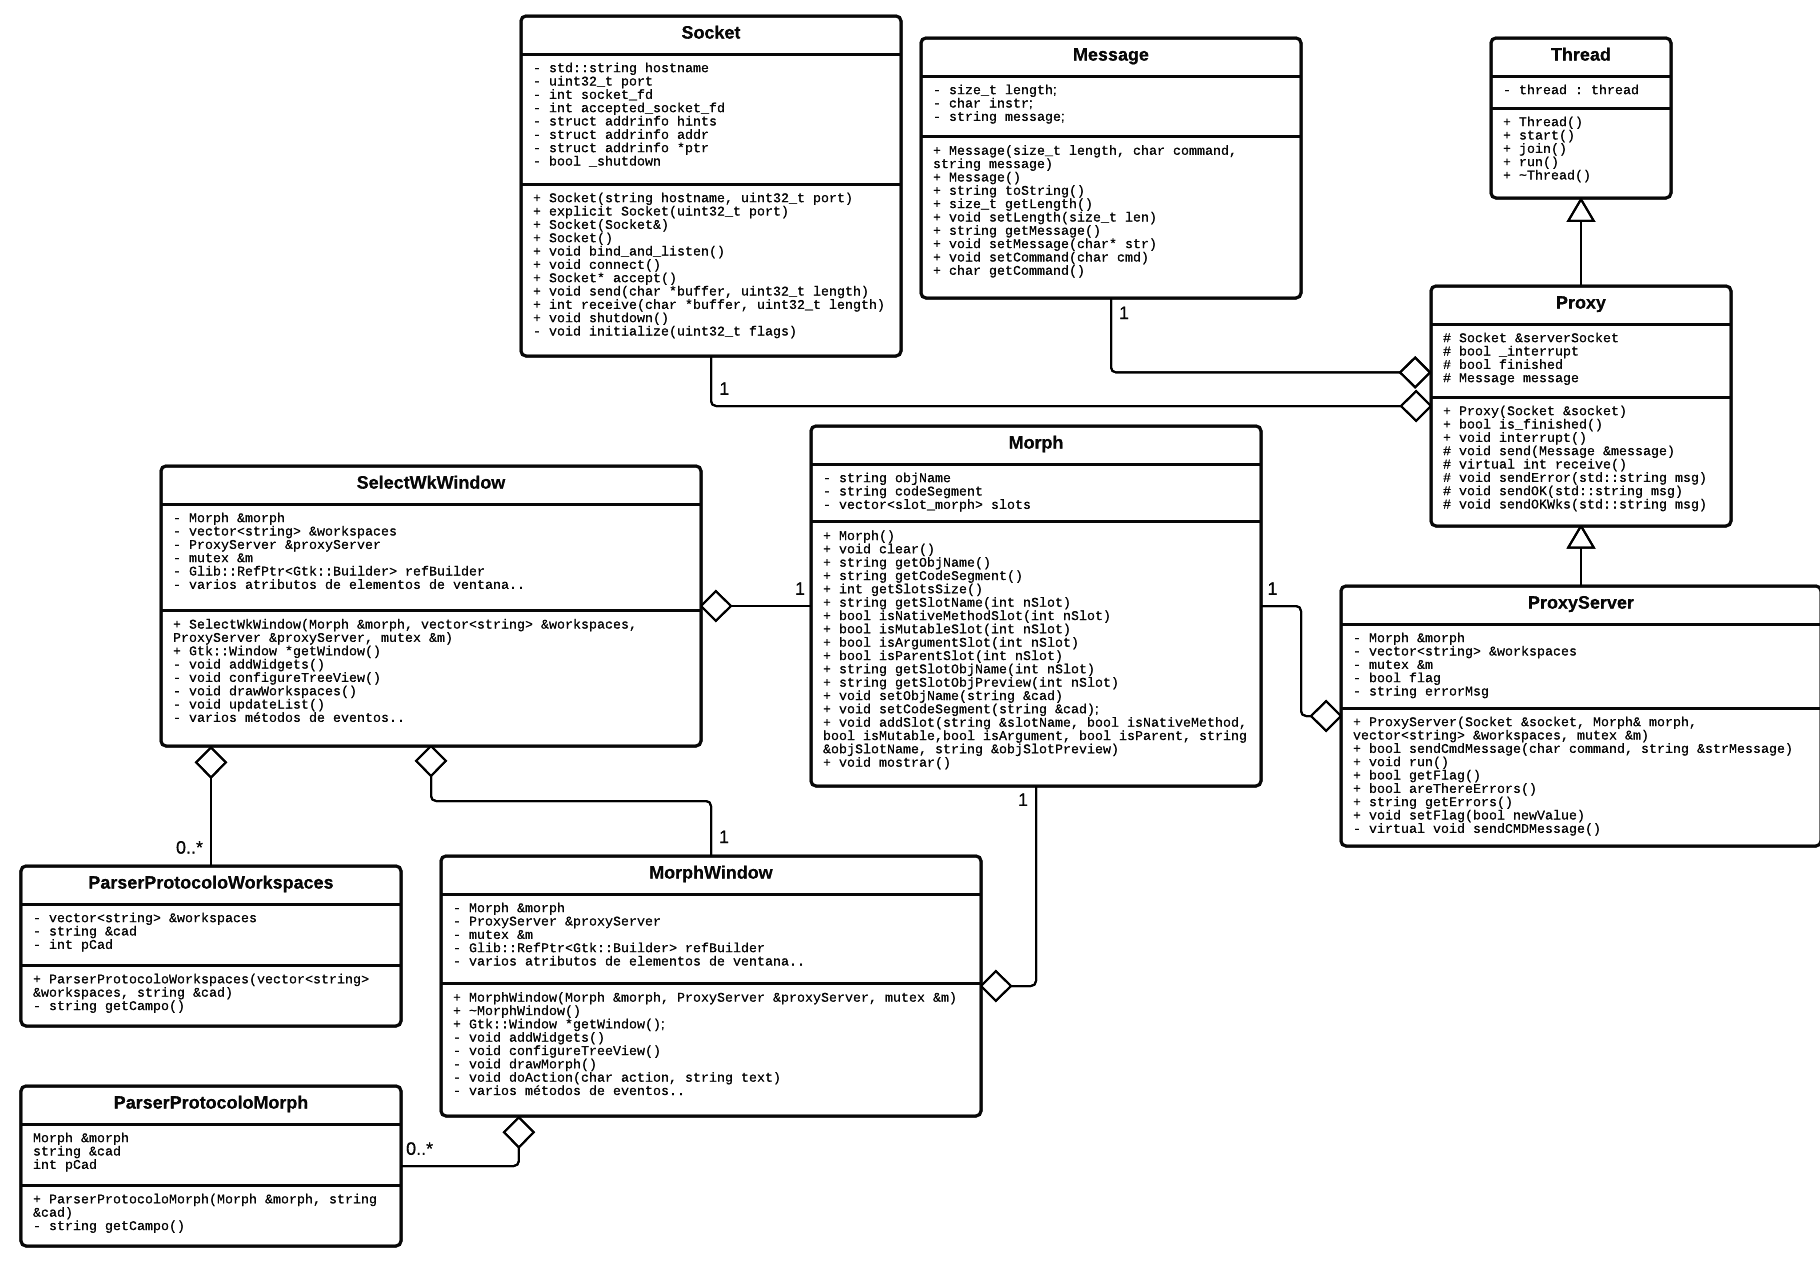 Socket
- std::string hostname
- uint32_t port
- int socket_fd
- int accepted_socket_fd
- struct addrinfo hints
- struct addrinfo addr
- struct addrinfo *ptr
- bool _shutdown
+ Socket(string hostname, uint32_t port)
+ explicit Socket(uint32_t port)
+ Socket(Socket&)
+ Socket()
+ void bind_and_listen()
+ void connect()
+ Socket* accept()
+ void send(char *buffer, uint32_t length)
+ int receive(char *buffer, uint32_t length)
+ void shutdown()
- void initialize(uint32_t flags)
1
Message
- size_t length;
- char instr;
- string message;
+ Message(size_t length, char command,
string message)
+ Message()
+ string toString()
+ size_t getLength()
+ void setLength(size_t len)
+ string getMessage()
+ void setMessage(char* str)
+ void setCommand(char cmd)
+ char getCommand()
1
Thread
- thread : thread
+ Thread()
+ start()
+ join()
+ run()
+ ~Thread()
Proxy
# Socket &serverSocket
# bool _interrupt
# bool finished
# Message message
+ Proxy(Socket &socket)
+ bool is_finished()
+ void interrupt()
# void send(Message &message)
# virtual int receive()
# void sendError(std::string msg)
# void sendOK(std::string msg)
# void sendOKWks(std::string msg)
SelectWkWindow
- Morph &morph
- vector<string> &workspaces
- ProxyServer &proxyServer
- mutex &m
- Glib::RefPtr<Gtk::Builder> refBuilder
- varios atributos de elementos de ventana..
+ SelectWkWindow(Morph &morph, vector<string> &workspaces,
ProxyServer &proxyServer, mutex &m)
+ Gtk::Window *getWindow()
- void addWidgets()
- void configureTreeView()
- void drawWorkspaces()
- void updateList()
- varios métodos de eventos..
1
Morph
- string objName
- string codeSegment
- vector<slot_morph> slots
+ Morph()
+ void clear()
+ string getObjName()
+ string getCodeSegment()
+ int getSlotsSize()
+ string getSlotName(int nSlot)
+ bool isNativeMethodSlot(int nSlot)
+ bool isMutableSlot(int nSlot)
+ bool isArgumentSlot(int nSlot)
+ bool isParentSlot(int nSlot)
+ string getSlotObjName(int nSlot)
+ string getSlotObjPreview(int nSlot)
+ void setObjName(string &cad)
+ void setCodeSegment(string &cad);
+ void addSlot(string &slotName, bool isNativeMethod,
bool isMutable,bool isArgument, bool isParent, string
&objSlotName, string &objSlotPreview)
+ void mostrar()
1
1
ProxyServer
- Morph &morph
- vector<string> &workspaces
- mutex &m
- bool flag
- string errorMsg
+ ProxyServer(Socket &socket, Morph& morph,
vector<string> &workspaces, mutex &m)
+ bool sendCmdMessage(char command, string &strMessage)
+ void run()
+ bool getFlag()
+ bool areThereErrors()
+ string getErrors()
+ void setFlag(bool newValue)
- virtual void sendCMDMessage()
0..*
1
ParserProtocoloWorkspaces
- vector<string> &workspaces
- string &cad
- int pCad
+ ParserProtocoloWorkspaces(vector<string>
&workspaces, string &cad)
- string getCampo()
MorphWindow
- Morph &morph
- ProxyServer &proxyServer
- mutex &m
- Glib::RefPtr<Gtk::Builder> refBuilder
- varios atributos de elementos de ventana..
+ MorphWindow(Morph &morph, ProxyServer &proxyServer, mutex &m)
+ ~MorphWindow()
+ Gtk::Window *getWindow();
- void addWidgets()
- void configureTreeView()
- void drawMorph()
- void doAction(char action, string text)
- varios métodos de eventos..
ParserProtocoloMorph
Morph &morph
string &cad
int pCad
+ ParserProtocoloMorph(Morph &morph, string
&cad)
- string getCampo()
0..*